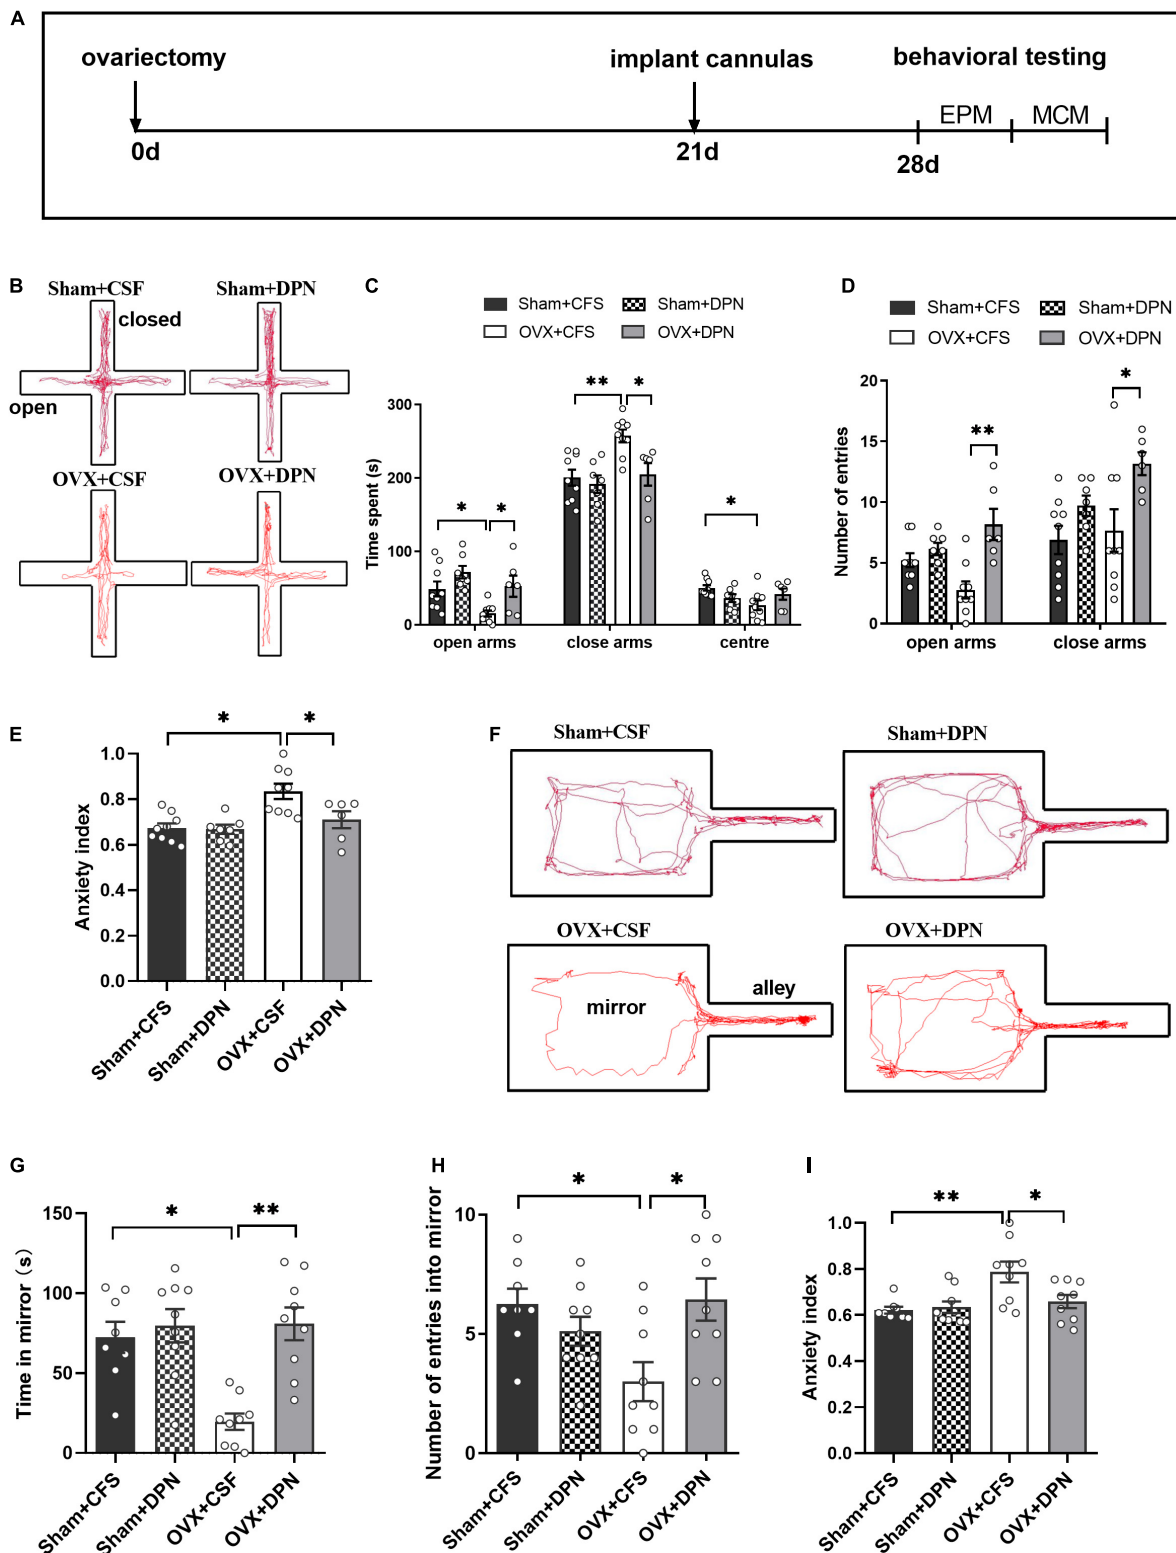 A
ovariectomy
implant cannulas
behavioral testing
EPM
MCM
0d
21d
28d
B
Sham+CSF
Sham+DPN
closed
open
OVX+CSF
OVX+DPN
C
Sham+CFS
Sham+DPN
OVX+CFS
OVX+DPN
Time spent (s)
300
200
100
0
*
*
**
*
*
open arms
close arms
centre
D
Sham+CFS
Sham+DPN
OVX+CFS
OVX+DPN
Number of entries
20
15
10
5
0
**
*
open arms
close arms
E
Anxiety index
1.0
0.8
0.6
0.4
0.2
0.0
*
*
Sham+CFS
Sham+DPN
OVX+CSF
OVX+DPN
F
Sham+CSF
Sham+DPN
OVX+CSF
OVX+DPN
mirror
alley
G
Time in mirror（s）
150
100
50
0
*
**
Sham+CFS
Sham+DPN
OVX+CSF
OVX+DPN
H
Number of entries into mirror
10
5
0
*
*
Sham+CFS
Sham+DPN
OVX+CFS
OVX+DPN
I
Anxiety index
1.0
0.8
0.6
0.4
0.2
0.0
**
*
Sham+CFS
Sham+DPN
OVX+CFS
OVX+DPN